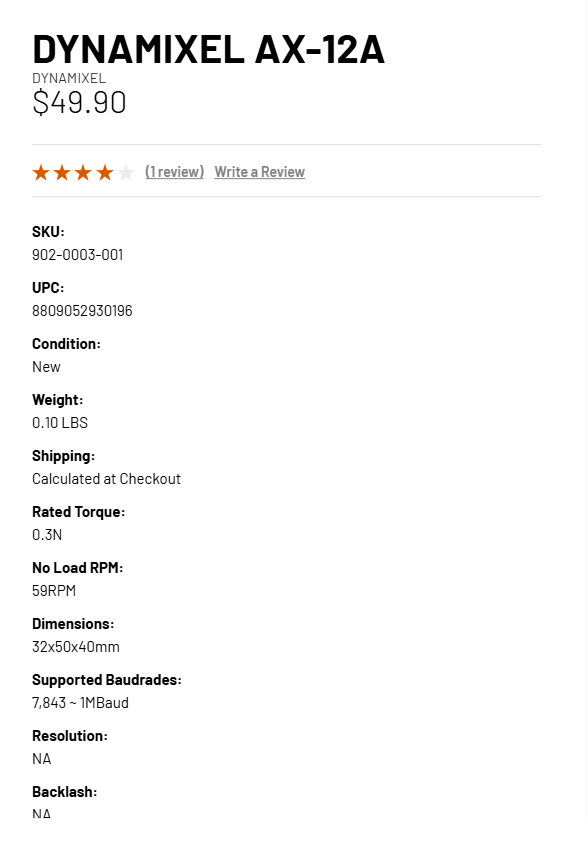 DYNAMIXEL AX-12A
DYNAMIXEL
$49.90
(1 review) Write a Review
SKU:
902-0003-001
UPC:
8809052930196
Condition:
New
Weight:
0.10 LBS
Shipping:
Calculated at Checkout
Rated Torque:
0.3N
No Load RPM:
59RPM
Dimensions:
32x50x40mm
Supported Baudrades:
7,843 ~ 1MBaud
Resolution:
NA
Backlash:
NA